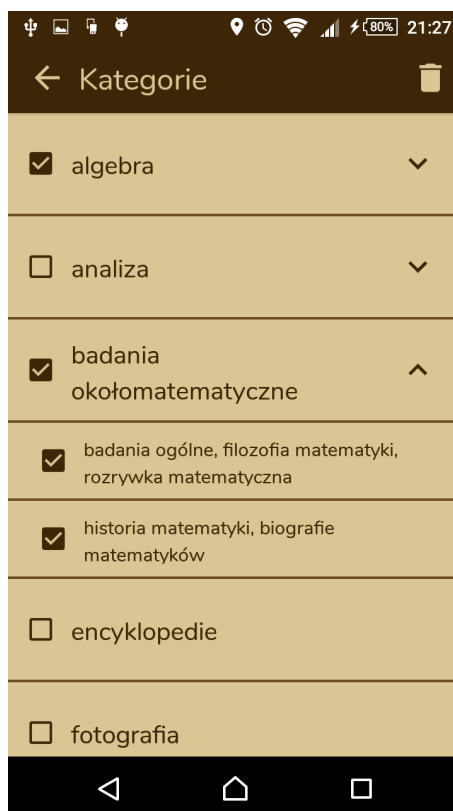 80% 21:27
Kategorie
algebra
analiza
badania
okołomatematyczne
badania ogólne, filozofia matematyki,
rozrywka matematyczna
historia matematyki, biografie
matematyków
encyklopedie
fotografia